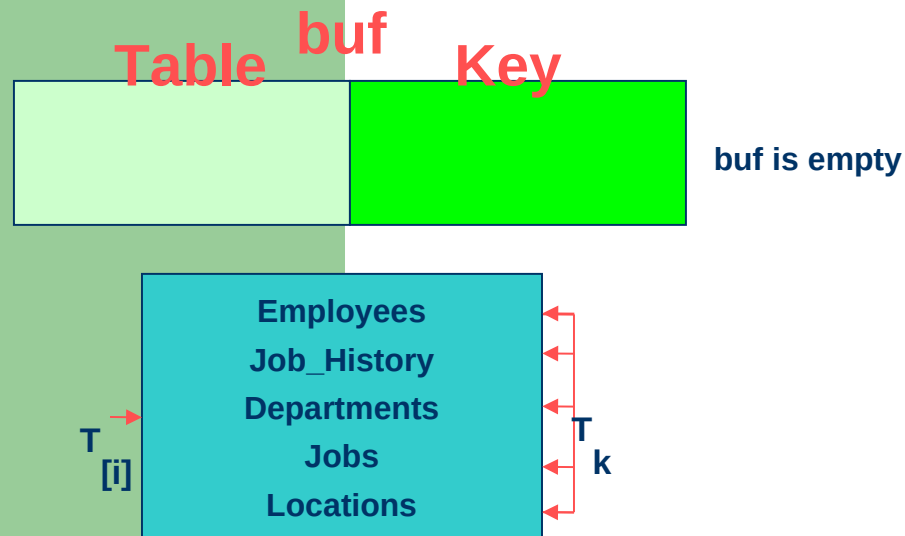 buf
Table Key
buf is empty
Employees
Job_History
Departments
Jobs
Locations
T
[i]
T
k